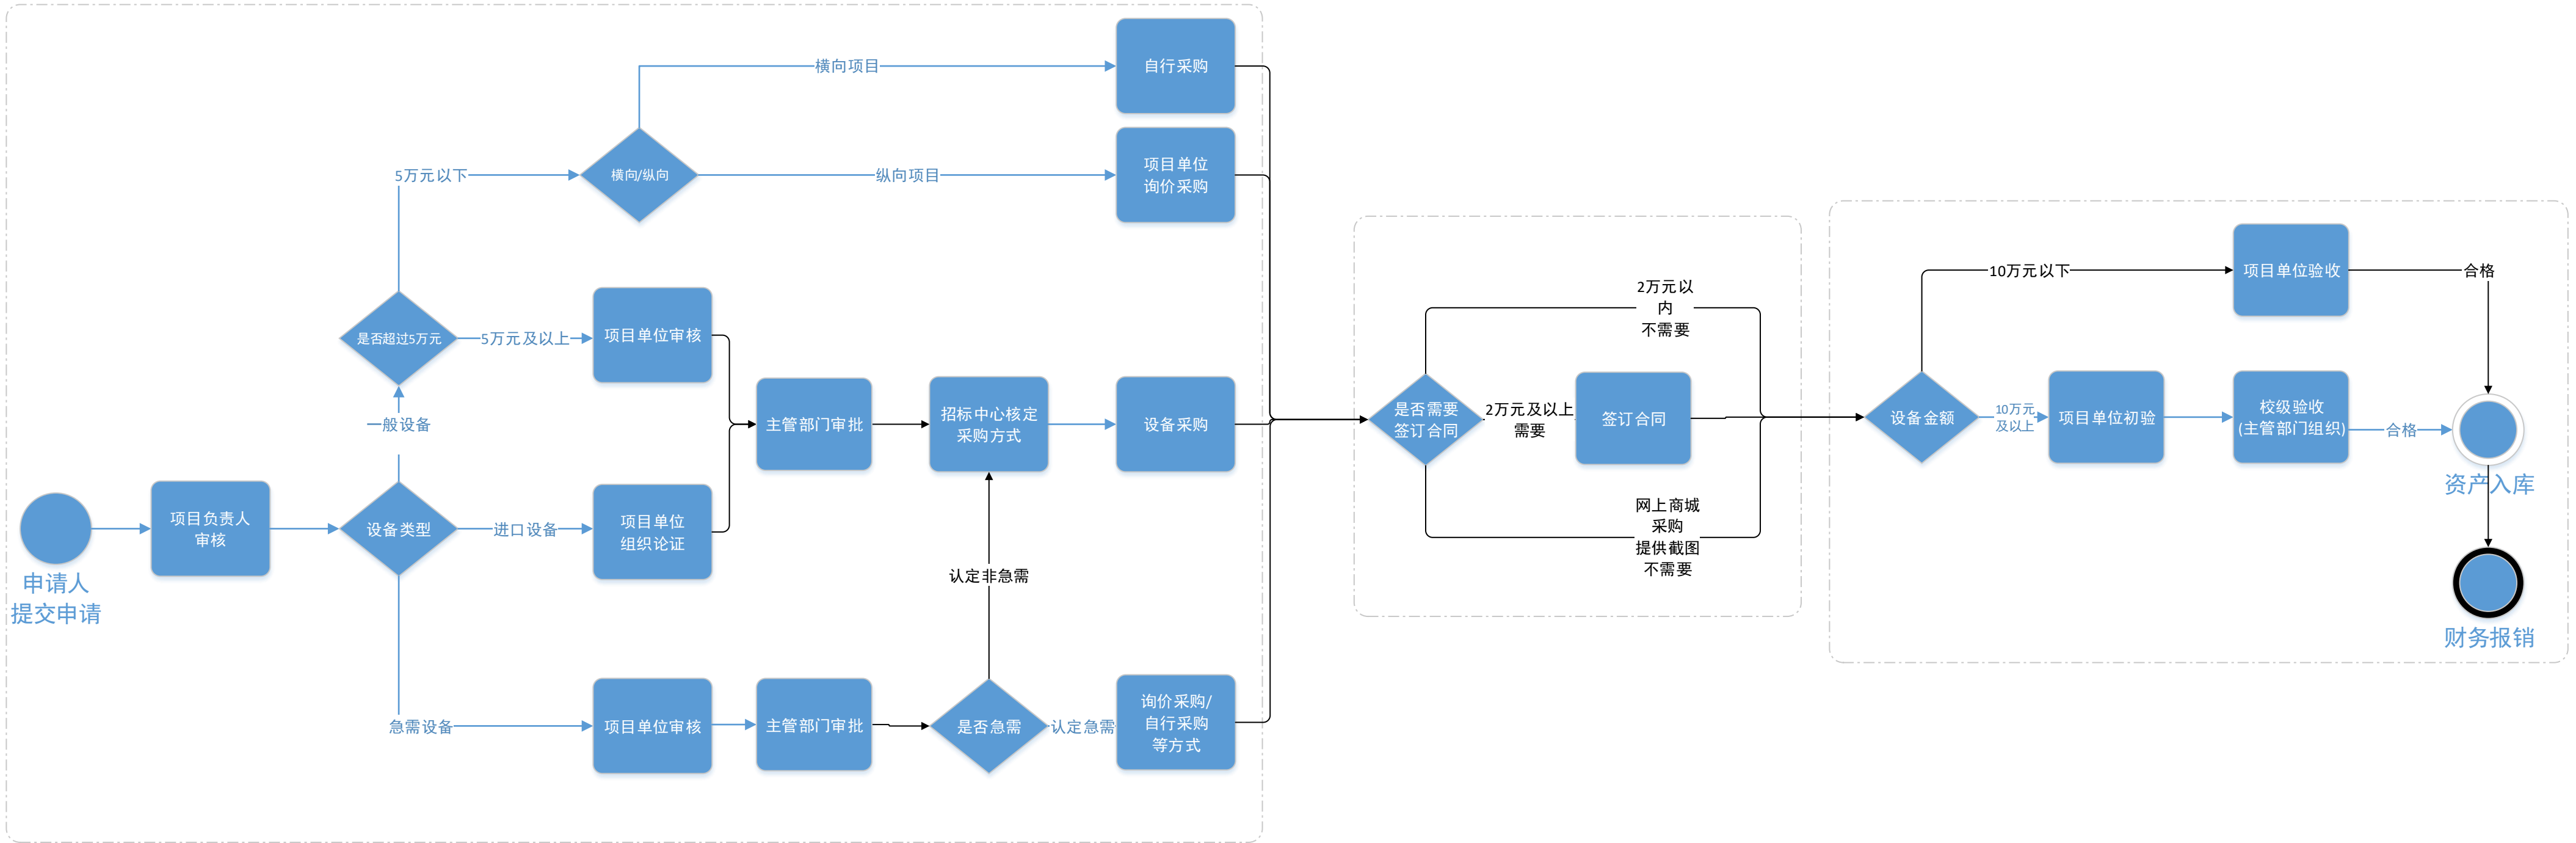 横向项目
自行采购
5万元以下
横向/纵向
纵向项目
项目单位
询价采购
是否超过5万元
5万元及以上
项目单位审核
一般设备
主管部门审批
招标中心核定
采购方式
设备采购
申请人
提交申请
项目负责人
审核
设备类型
进口设备
项目单位
组织论证
认定非急需
急需设备
项目单位审核
主管部门审批
是否急需
认定急需
询价采购/
自行采购
等方式
2万元以
内
不需要
是否需要
签订合同
2万元及以上
需要
签订合同
网上商城
采购
提供截图
不需要
10万元以下
项目单位验收
合格
设备金额
10万元
及以上
项目单位初验
校级验收
(主管部门组织)
合格
资产入库
财务报销